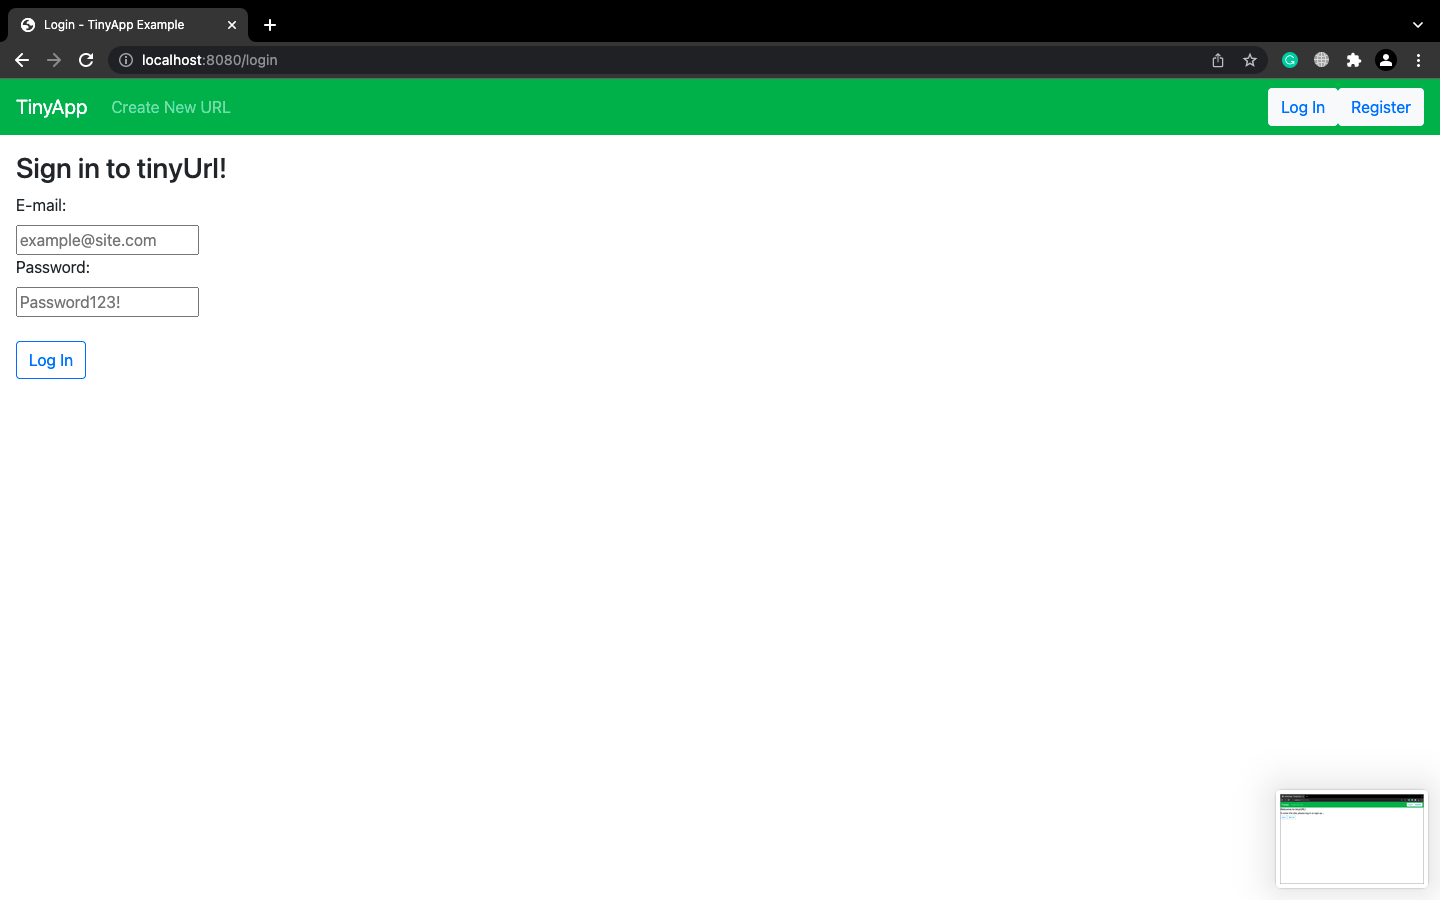 Login - TinyApp Example
localhost:8080/login
TinyApp Create New URL Log In Register
Sign in to tinyUrl!
E-mail:
example@site.com
Password:
Password123!
Log In